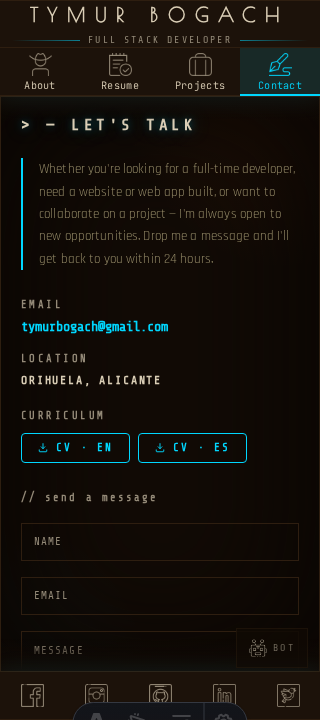 TYMUR BOGACH
FULL STACK DEVELOPER
About
Resume
Projects
Contact
> — LET'S TALK
Whether you're looking for a full-time developer,
need a website or web app built, or want to
collaborate on a project — I'm always open to
new opportunities. Drop me a message and I'll
get back to you within 24 hours.
EMAIL
tymurbogach@gmail.com
LOCATION
ORIHUELA, ALICANTE
CURRICULUM
CV · EN
CV · ES
// send a message
NAME
EMAIL
MESSAGE
BOT